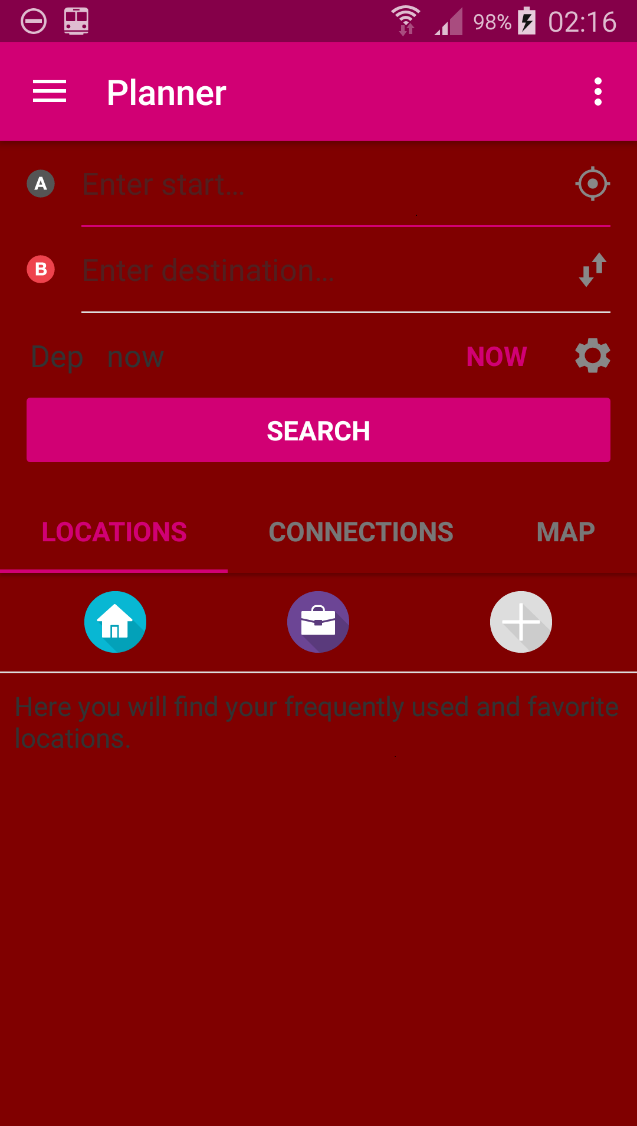 98% 02:16
Planner
A Enter start...
B Enter destination...
Dep now NOW
SEARCH
LOCATIONS CONNECTIONS MAP
Here you will find your frequently used and favorite
locations.